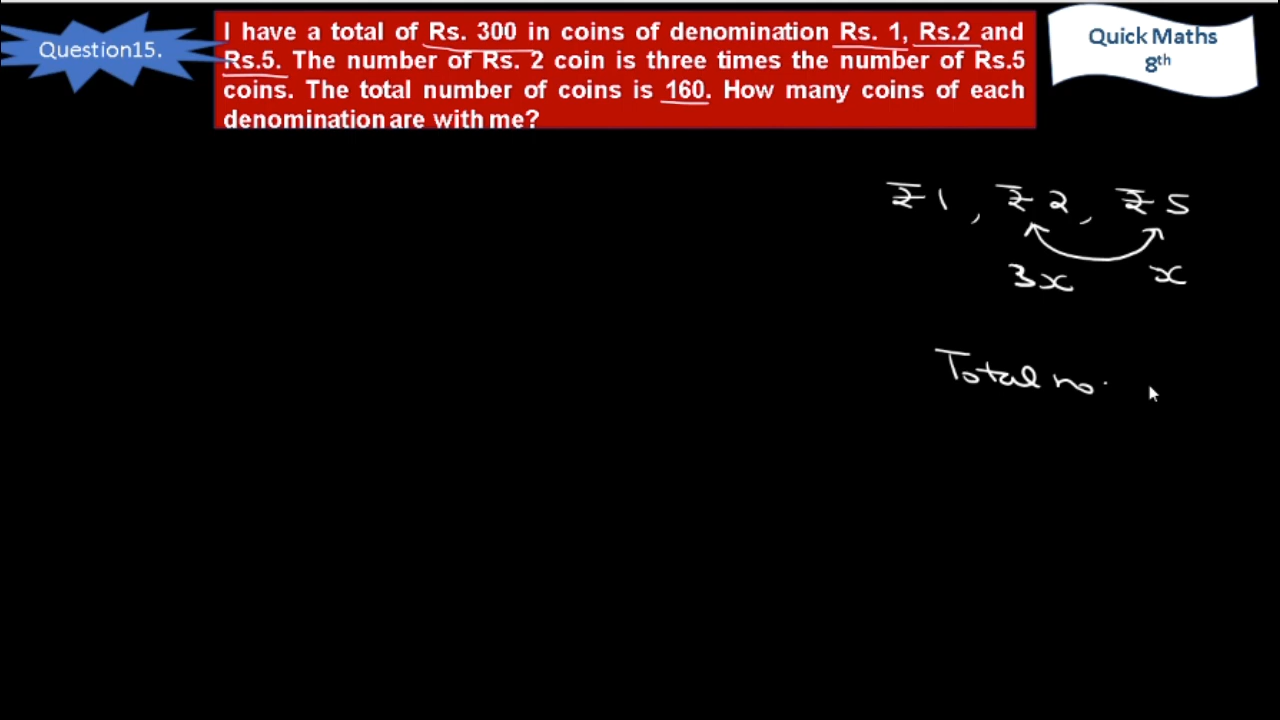 Question15.
I have a total of Rs. 300 in coins of denomination Rs. 1, Rs.2 and
Rs.5. The number of Rs. 2 coin is three times the number of Rs.5
coins. The total number of coins is 160. How many coins of each
denomination are with me?
Quick Maths
8th
₹1, ₹2, ₹5
3x x
Total no.